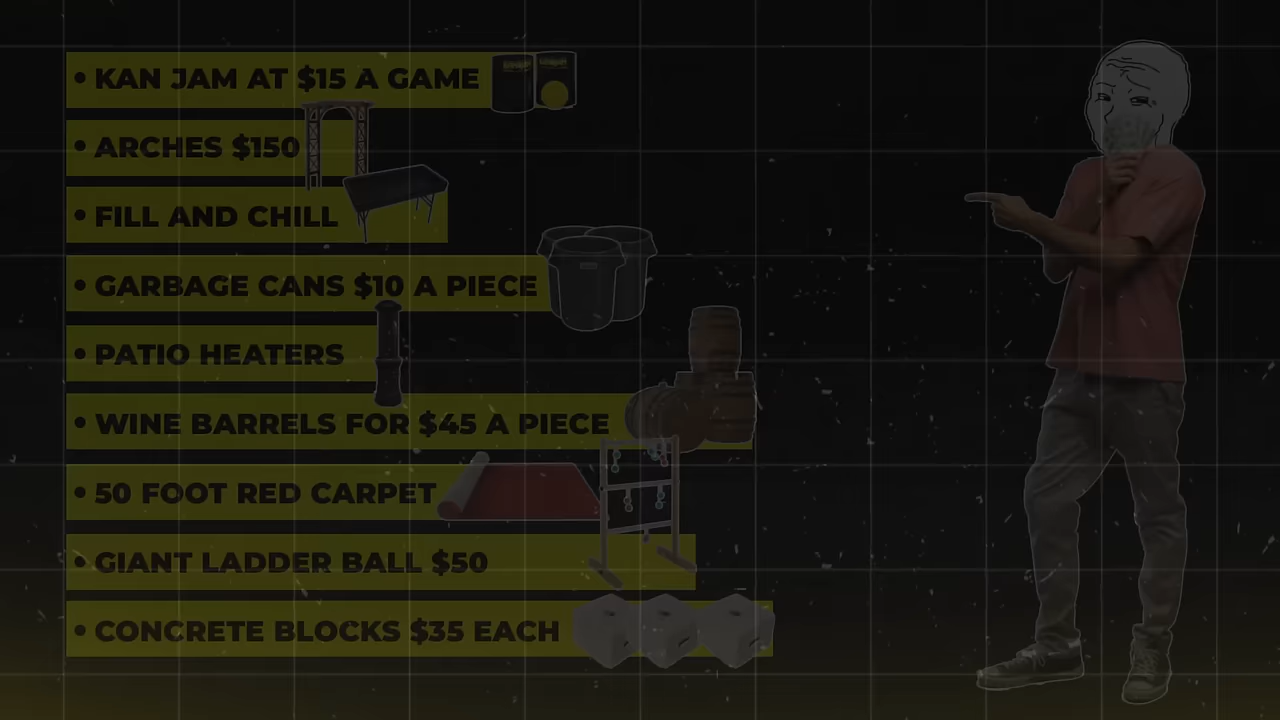 • KAN JAM AT $15 A GAME
• ARCHES $150
• FILL AND CHILL
• GARBAGE CANS $10 A PIECE
• PATIO HEATERS
• WINE BARRELS FOR $45 A PIECE
• 50 FOOT RED CARPET
• GIANT LADDER BALL $50
• CONCRETE BLOCKS $35 EACH